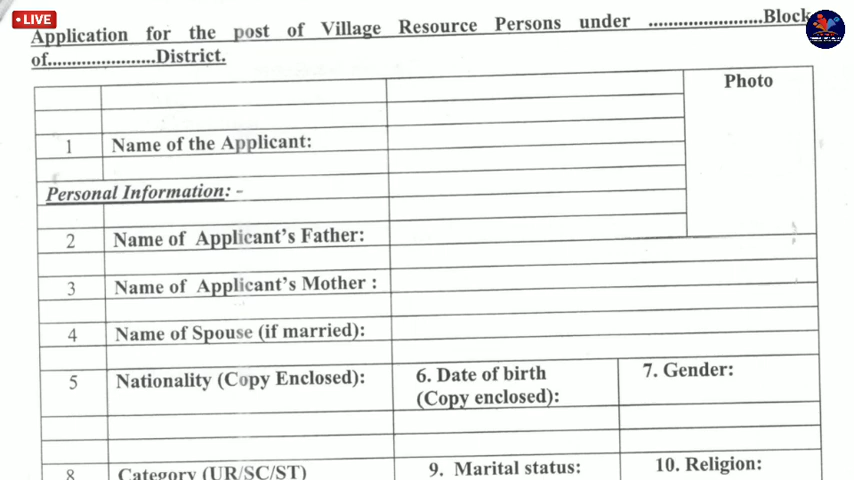 LIVE
Application for the post of Village Resource Persons under .......................Block
of......................District.
Photo
1 Name of the Applicant:
Personal Information: -
2 Name of Applicant's Father:
3 Name of Applicant's Mother :
4 Name of Spouse (if married):
5 Nationality (Copy Enclosed): 6. Date of birth (Copy enclosed): 7. Gender:
8 Category (UR/SC/ST) 9. Marital status: 10. Religion: